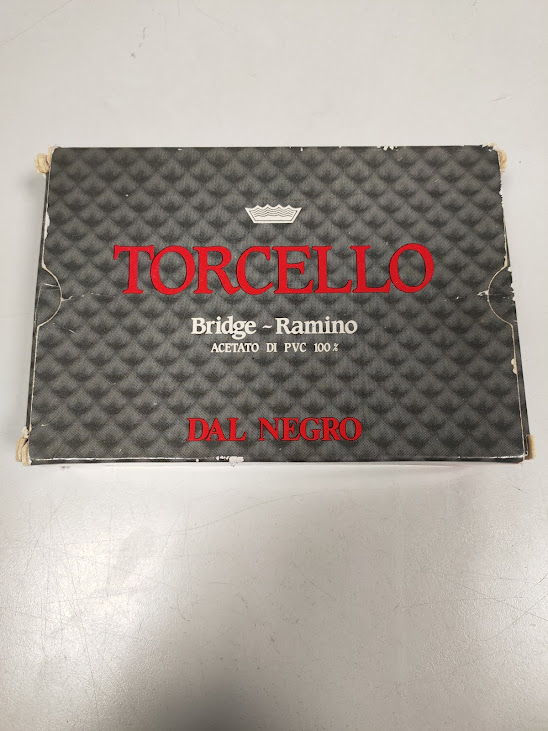 TORCELLO
Bridge ~ Ramino
ACETATO DI PVC 100%
DAL NEGRO